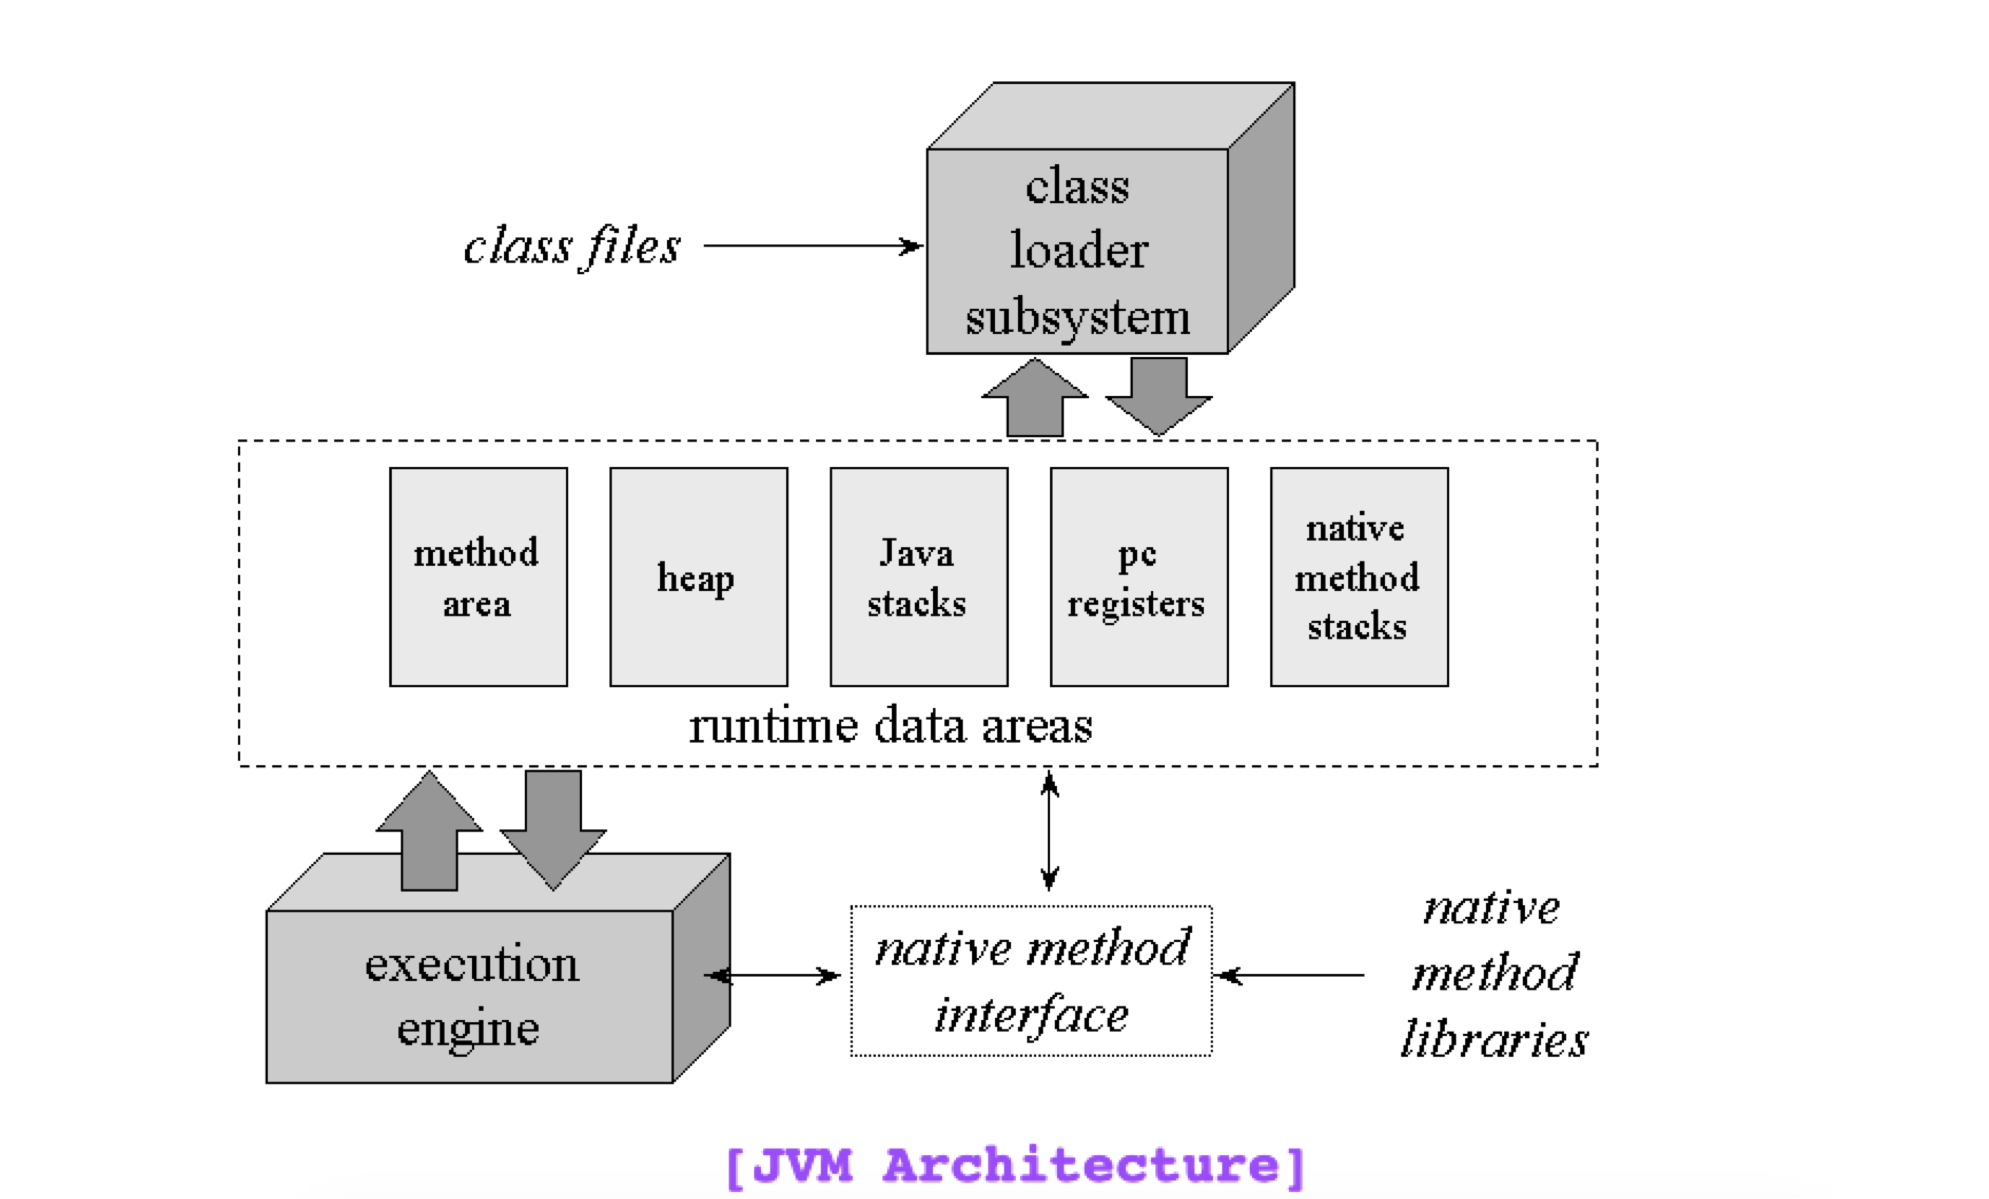 class
loader
subsystem
class files
method
area
heap
Java
stacks
pc
registers
native
method
stacks
runtime data areas
execution
engine
native method
interface
native
method
libraries
[JVM Architecture]